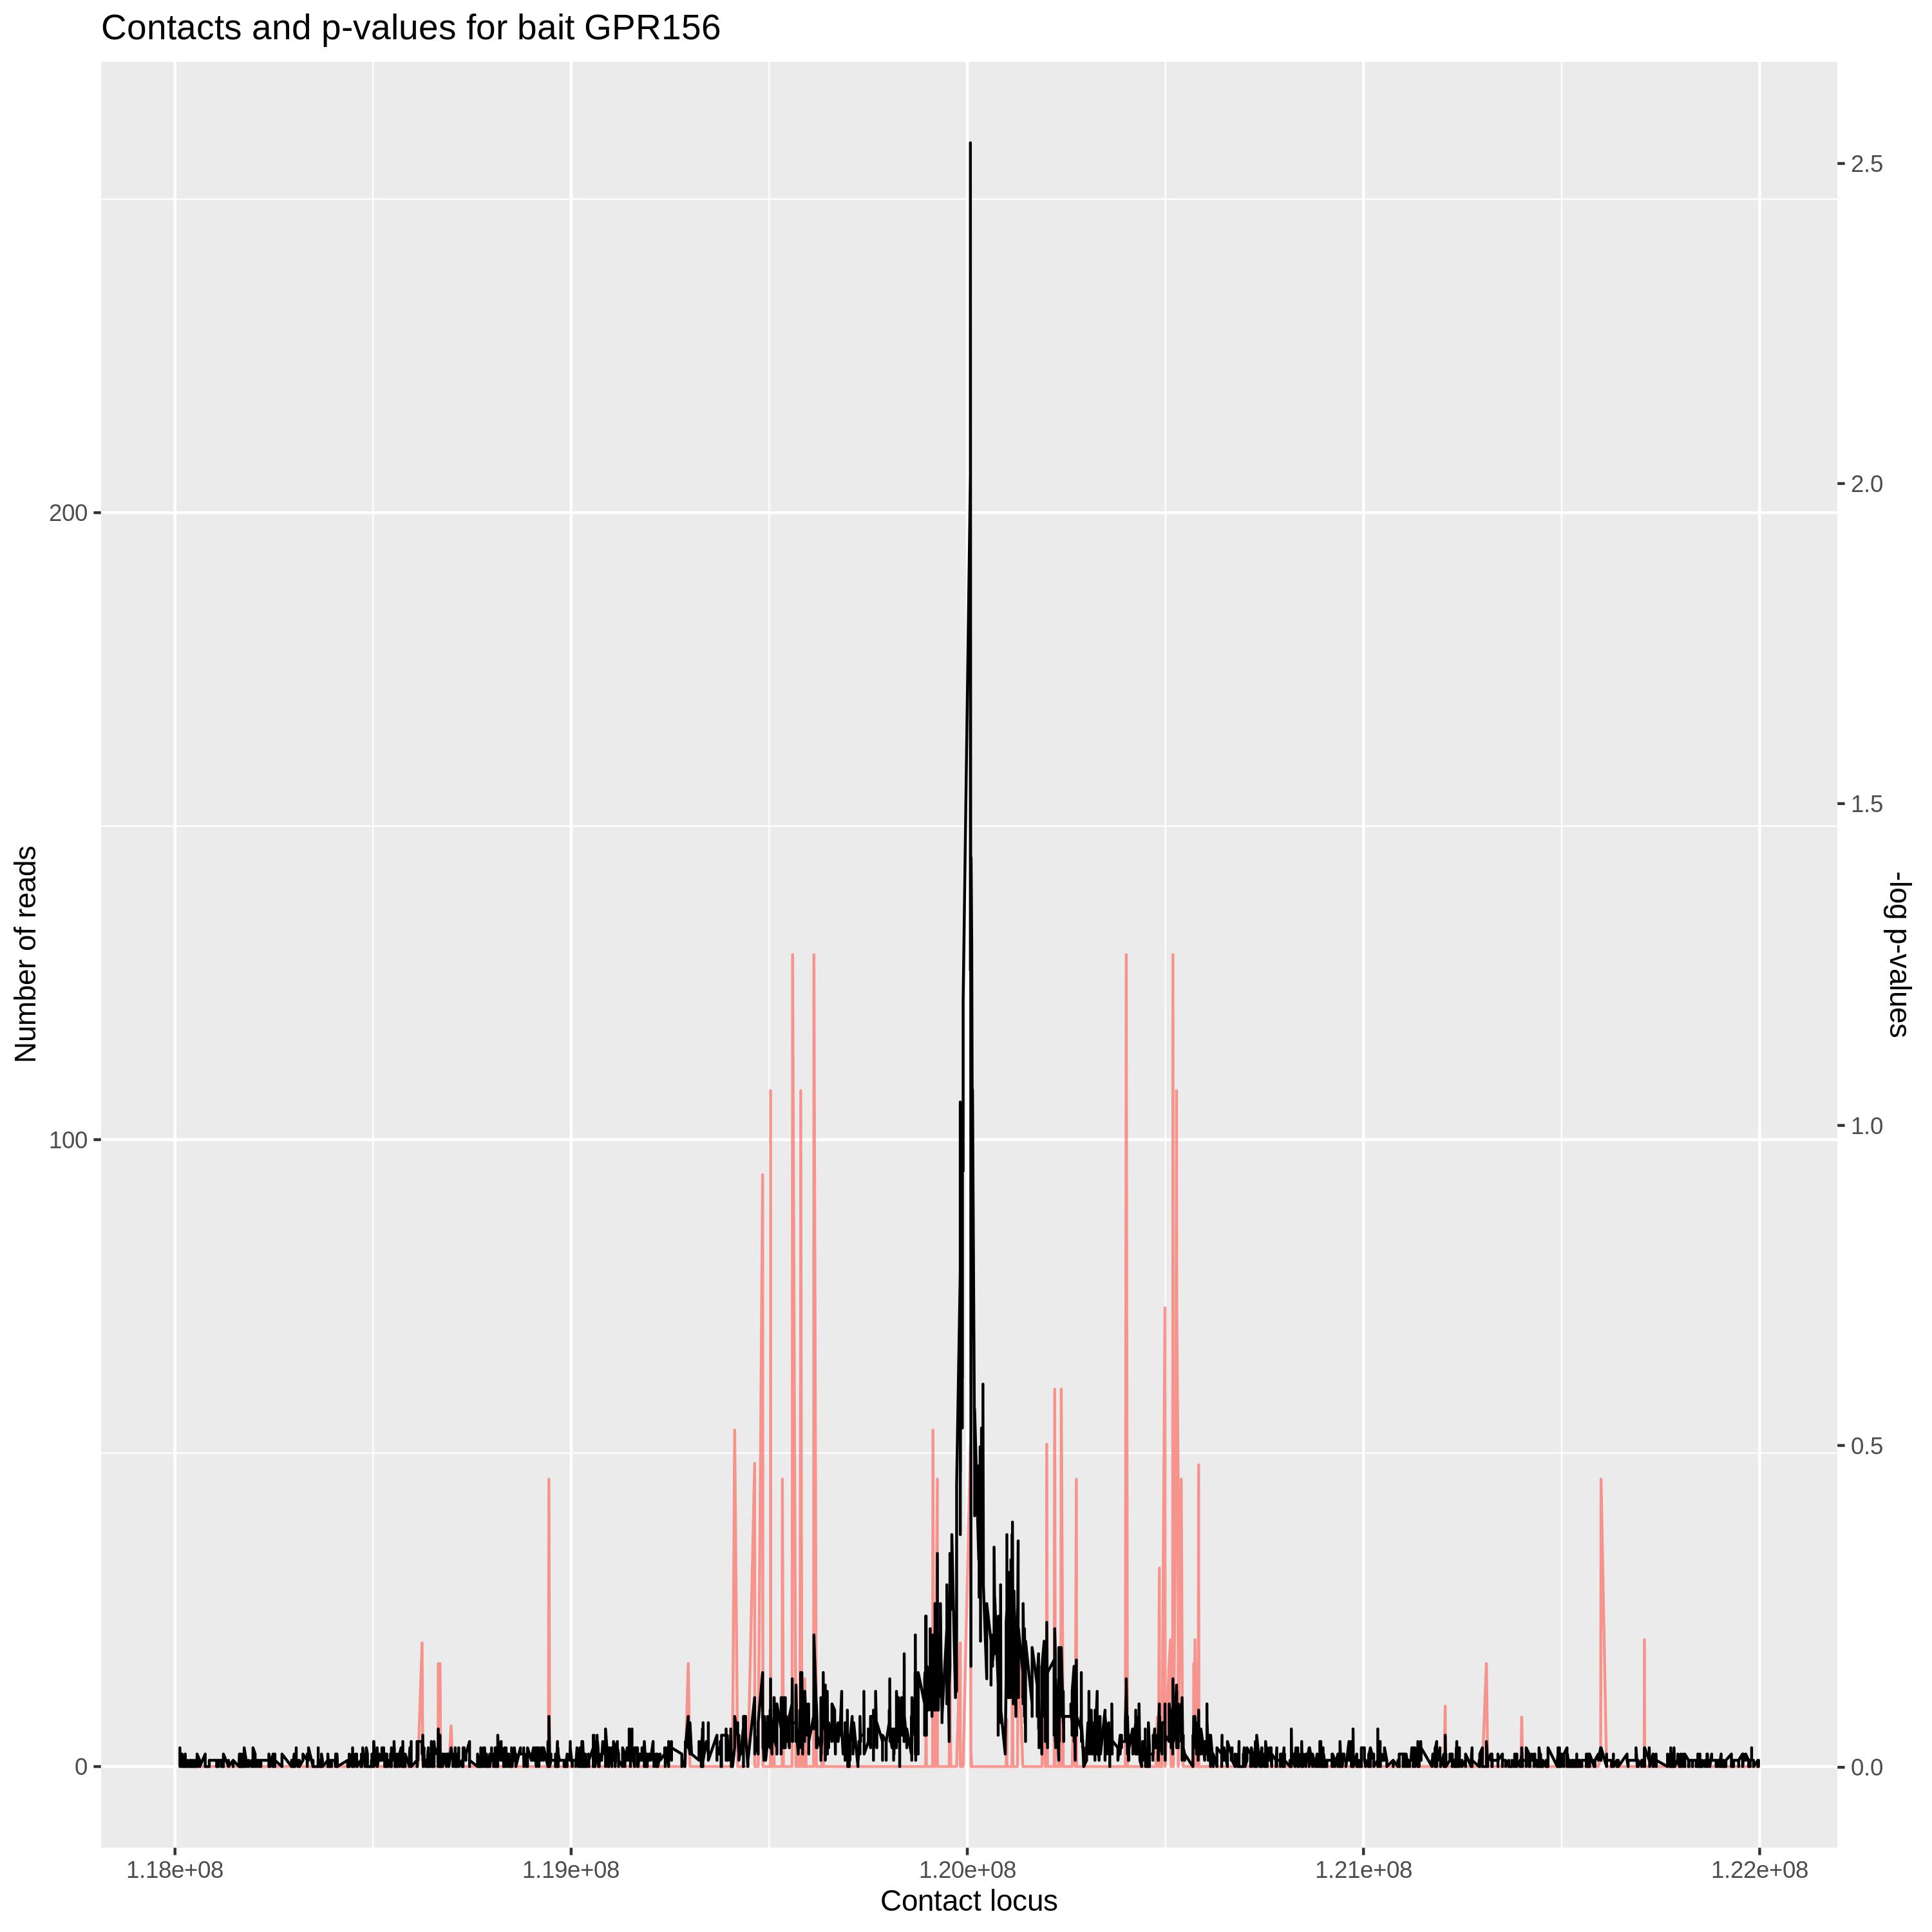 Contacts and p-values for bait GPR156
Number of reads
200
100
0
2.5
2.0
1.5
1.0
0.5
0.0
-log p-values
1.18e+08 1.19e+08 1.20e+08 1.21e+08 1.22e+08
Contact locus